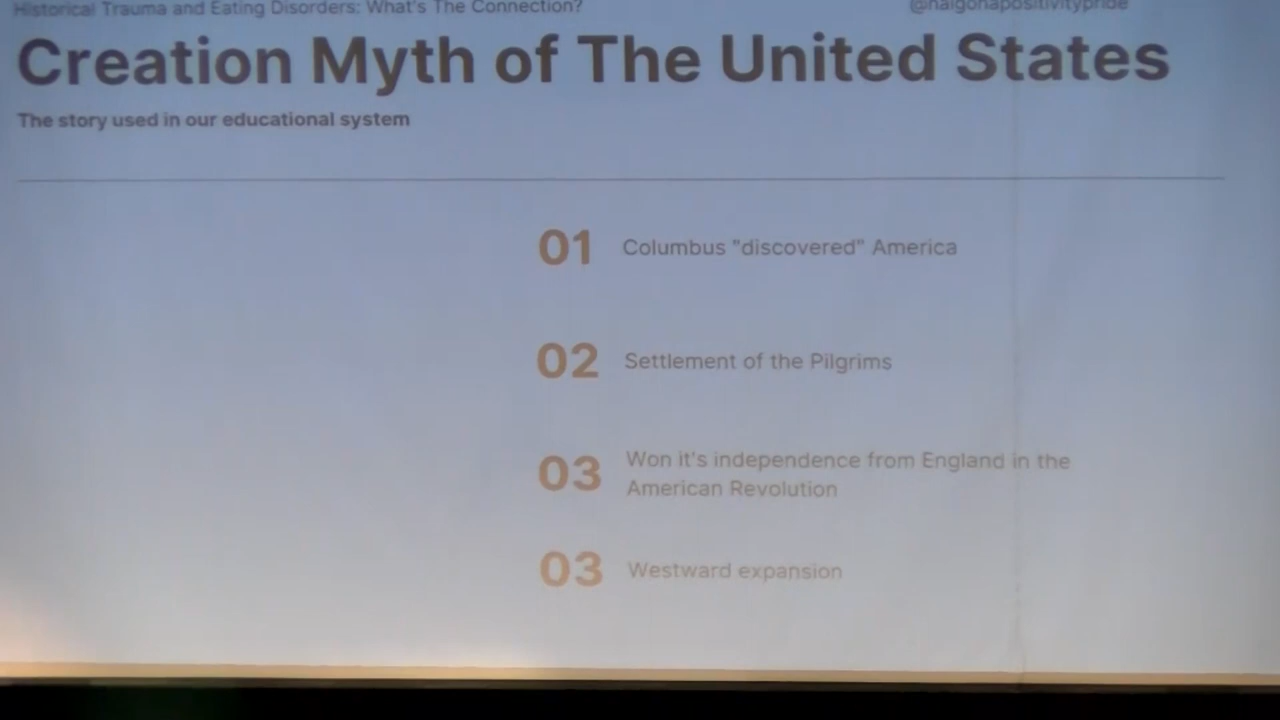 Historical Trauma and Eating Disorders: What's The Connection?
@nalgonapositivitypride
Creation Myth of The United States
The story used in our educational system
01 Columbus "discovered" America
02 Settlement of the Pilgrims
03 Won it's independence from England in the
American Revolution
03 Westward expansion